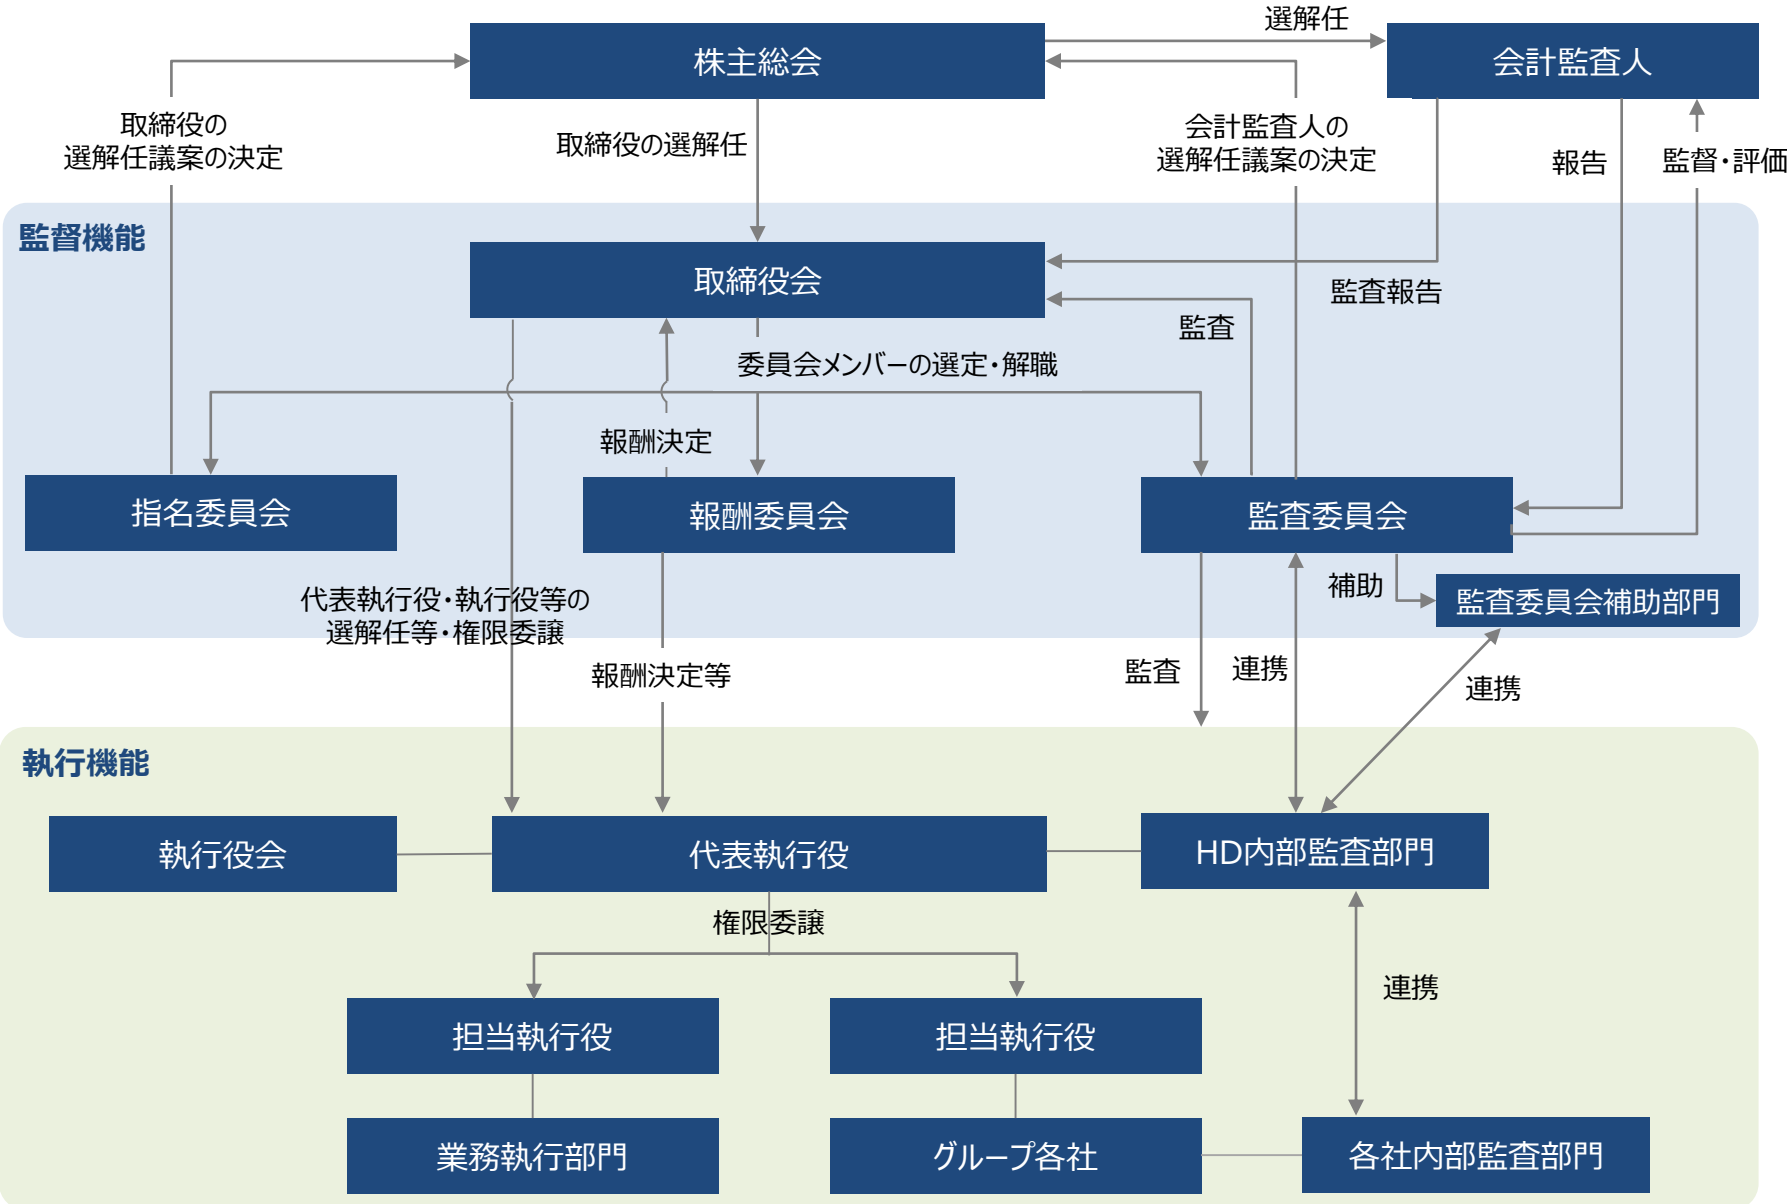 選解任
株主総会
会計監査人
取締役の
選解任議案の決定
取締役の選解任
会計監査人の
選解任議案の決定
報告
監督・評価
監督機能
取締役会
監査報告
監査
委員会メンバーの選定・解職
報酬決定
指名委員会
報酬委員会
監査委員会
補助
監査委員会補助部門
代表執行役・執行役等の
選解任等・権限委譲
報酬決定等
監査
連携
連携
執行機能
執行役会
代表執行役
HD内部監査部門
権限委譲
連携
担当執行役
担当執行役
業務執行部門
グループ各社
各社内部監査部門